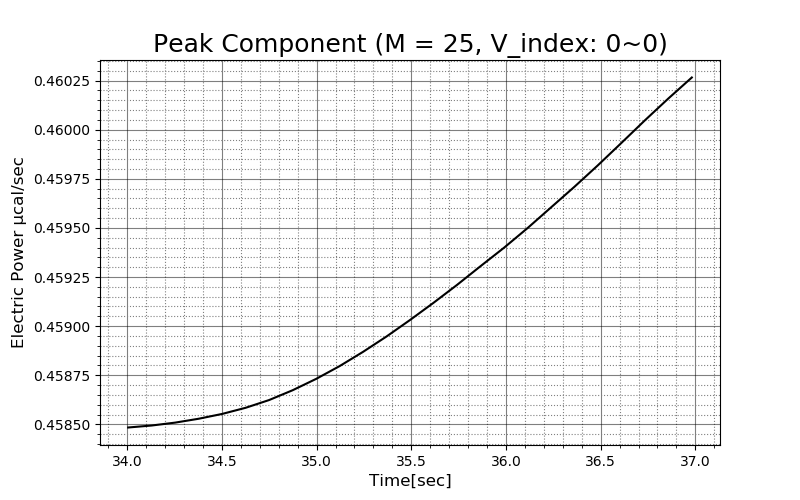 Peak Component (M = 25, V_index: 0~0)
Electric Power μcal/sec
0.46025
0.46000
0.45975
0.45950
0.45925
0.45900
0.45875
0.45850
34.0 34.5 35.0 35.5 36.0 36.5 37.0
Time[sec]